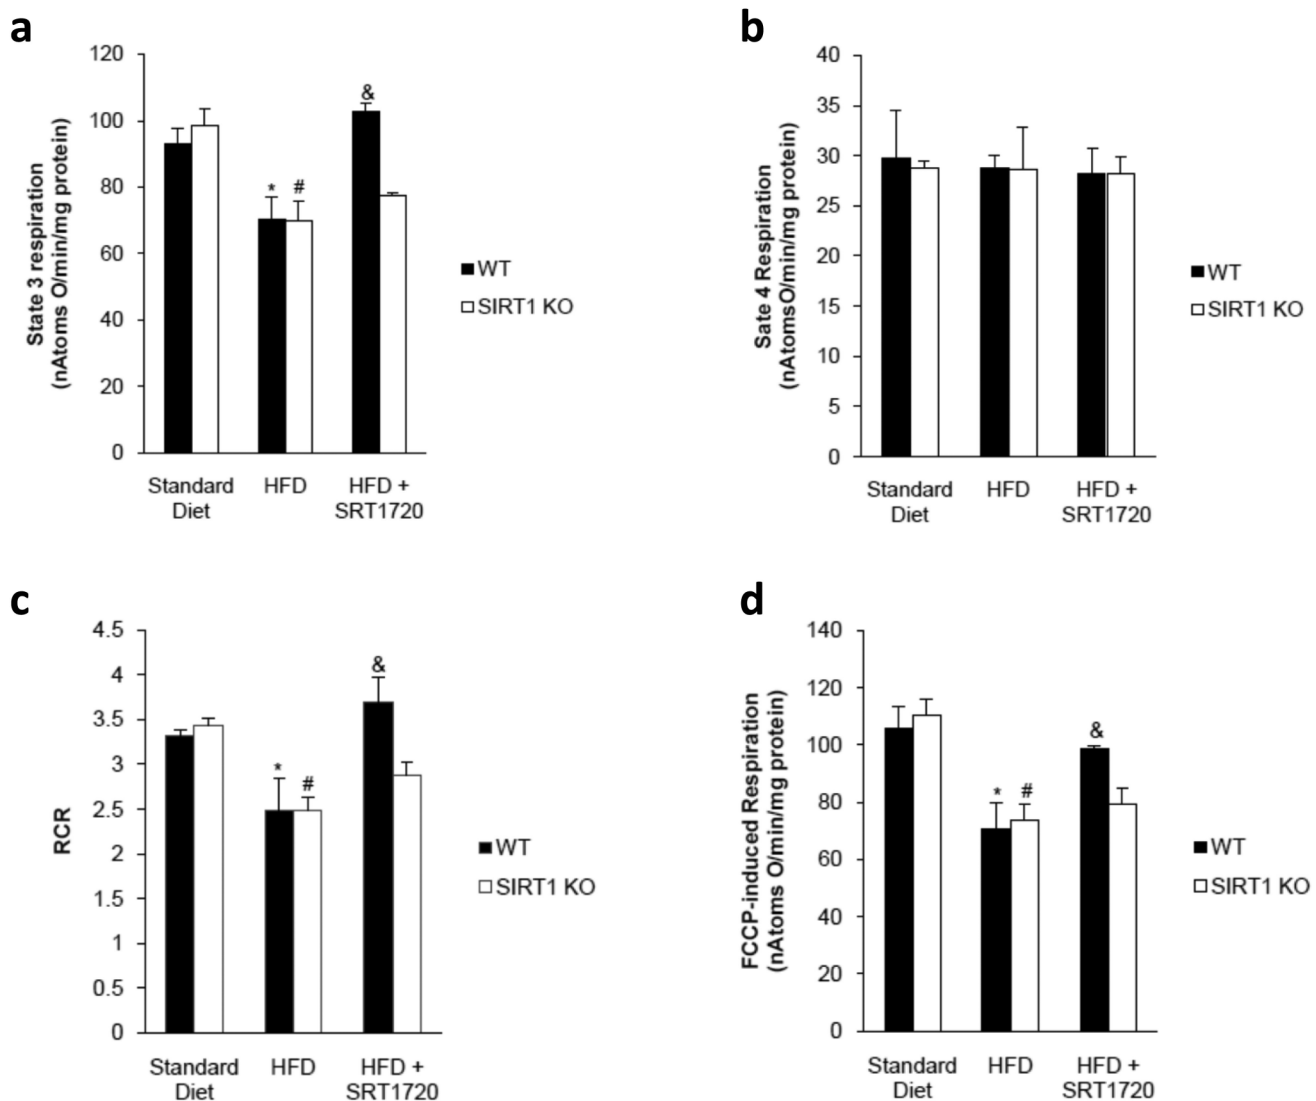 a
State 3 respiration
(nAtoms O/min/mg protein)
120
100
80
60
40
20
0
*
#
&
Standard
Diet
HFD
HFD +
SRT1720
WT
SIRT1 KO
b
Sate 4 Respiration
(nAtomsO/min/mg protein)
40
35
30
25
20
15
10
5
0
Standard
Diet
HFD
HFD +
SRT1720
WT
SIRT1 KO
c
RCR
4.5
4
3.5
3
2.5
2
1.5
1
0.5
0
*
#
&
Standard
Diet
HFD
HFD +
SRT1720
WT
SIRT1 KO
d
FCCP-induced Respiration
(nAtoms O/min/mg protein)
140
120
100
80
60
40
20
0
*
#
&
Standard
Diet
HFD
HFD +
SRT1720
WT
SIRT1 KO